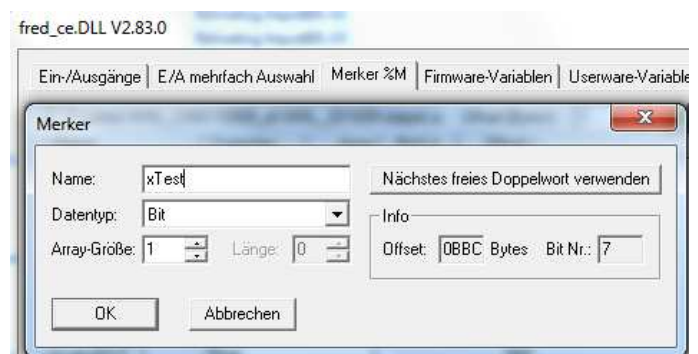 fred_ce.DLL V2.83.0
Ein-/Ausgänge E/A mehrfach Auswahl Merker %M Firmware-Variablen Userware-Variable
Merker
Name: xTest Nächstes freies Doppelwort verwenden
Datentyp: Bit Info
Array-Größe: 1 Länge: 0 Offset: 0BBC Bytes Bit Nr.: 7
OK Abbrechen